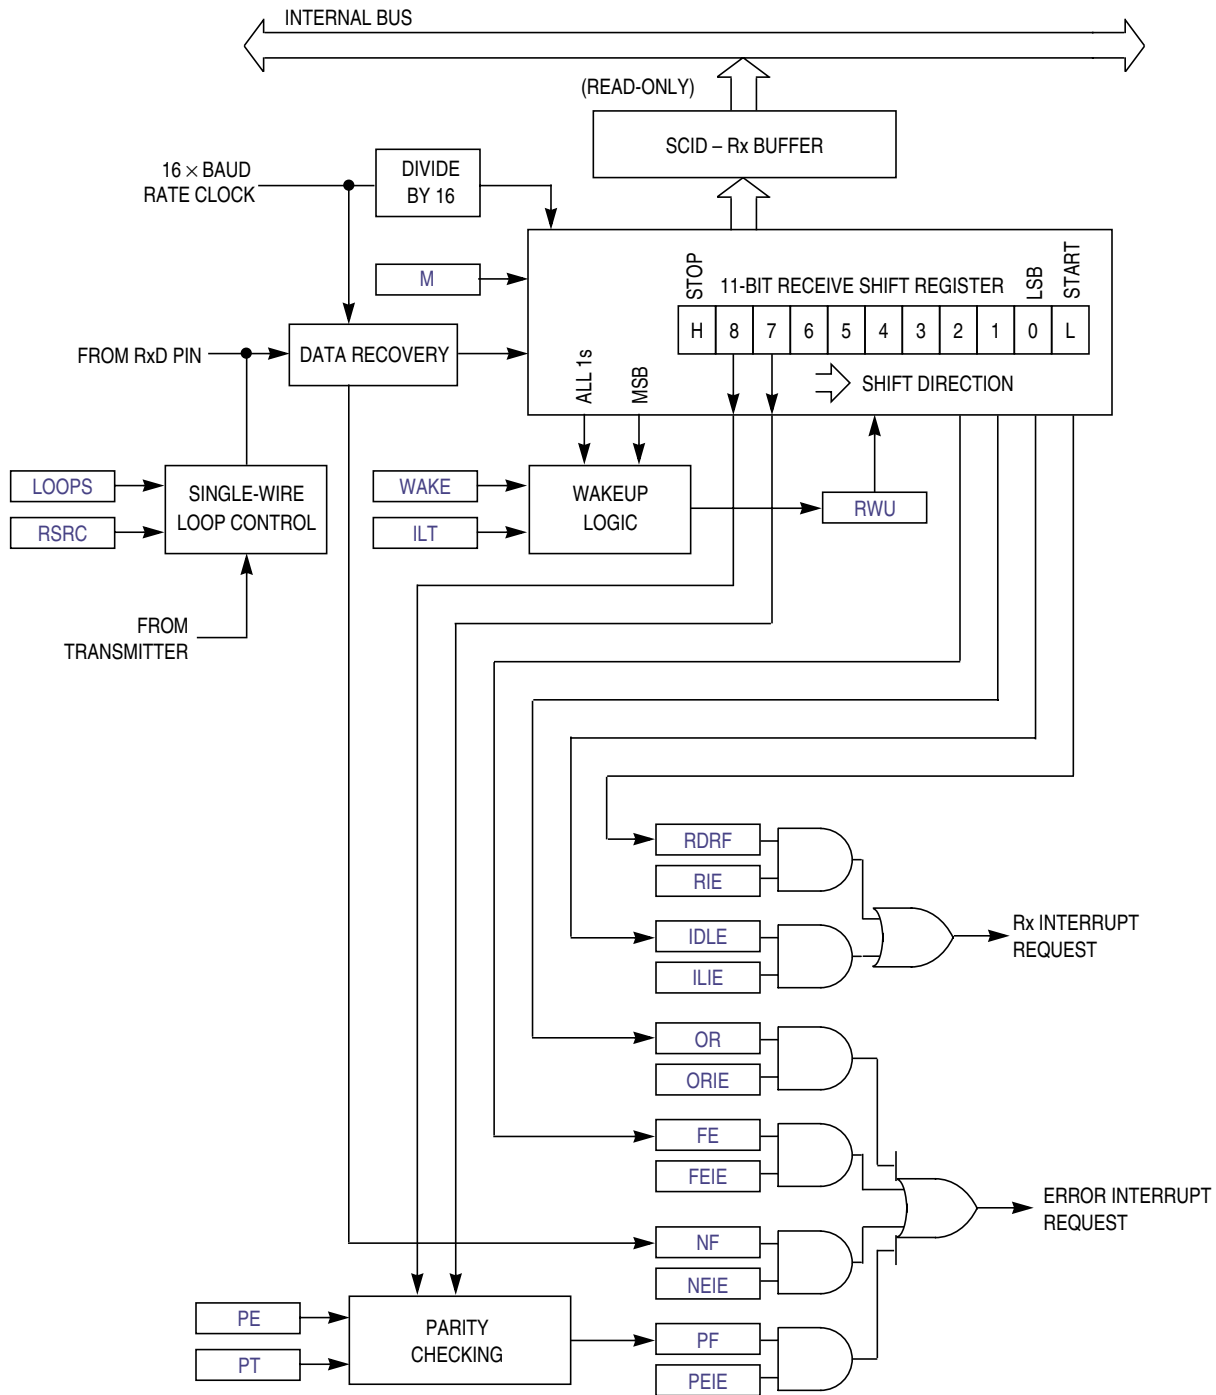 INTERNAL BUS
(READ-ONLY)
SCID – Rx BUFFER
16 × BAUD
RATE CLOCK
DIVIDE
BY 16
M
STOP
11-BIT RECEIVE SHIFT REGISTER
LSB
START
H 8 7 6 5 4 3 2 1 0 L
FROM RxD PIN
DATA RECOVERY
ALL 1s
MSB
SHIFT DIRECTION
LOOPS
RSRC
SINGLE-WIRE
LOOP CONTROL
WAKE
ILT
WAKEUP
LOGIC
RWU
FROM
TRANSMITTER
RDRF
RIE
IDLE
ILIE
Rx INTERRUPT
REQUEST
OR
ORIE
FE
FEIE
ERROR INTERRUPT
REQUEST
NF
NEIE
PE
PT
PARITY
CHECKING
PF
PEIE